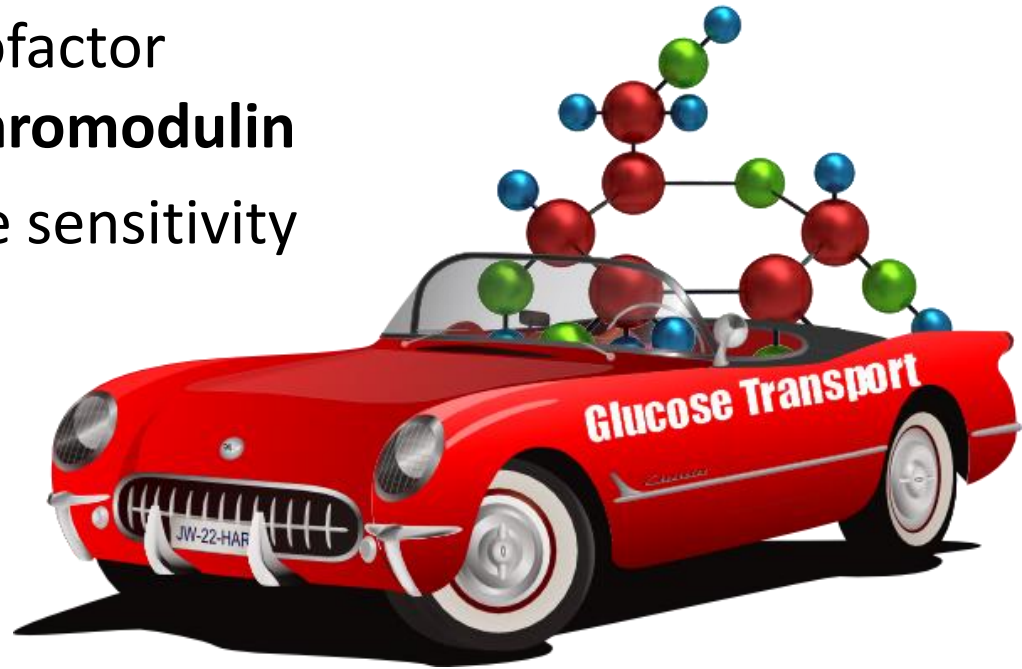 ofactor
romodulin
e sensitivity
Glucose Transport
JW-22-HAR